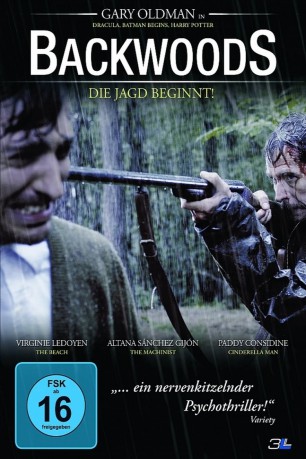 GARY OLDMAN IN
DRACULA, BATMAN BEGINS, HARRY POTTER
BACKWOODS
DIE JAGD BEGINNT!
VIRGINIE LEDOYEN
THE BEACH
AITANA SÁNCHEZ-GIJÓN
THE MACHINIST
PADDY CONSIDINE
CINDERELLA MAN
FSK
ab
16
freigegeben
„... ein nervenkitzelnder
Psychothriller!“
Variety
3L